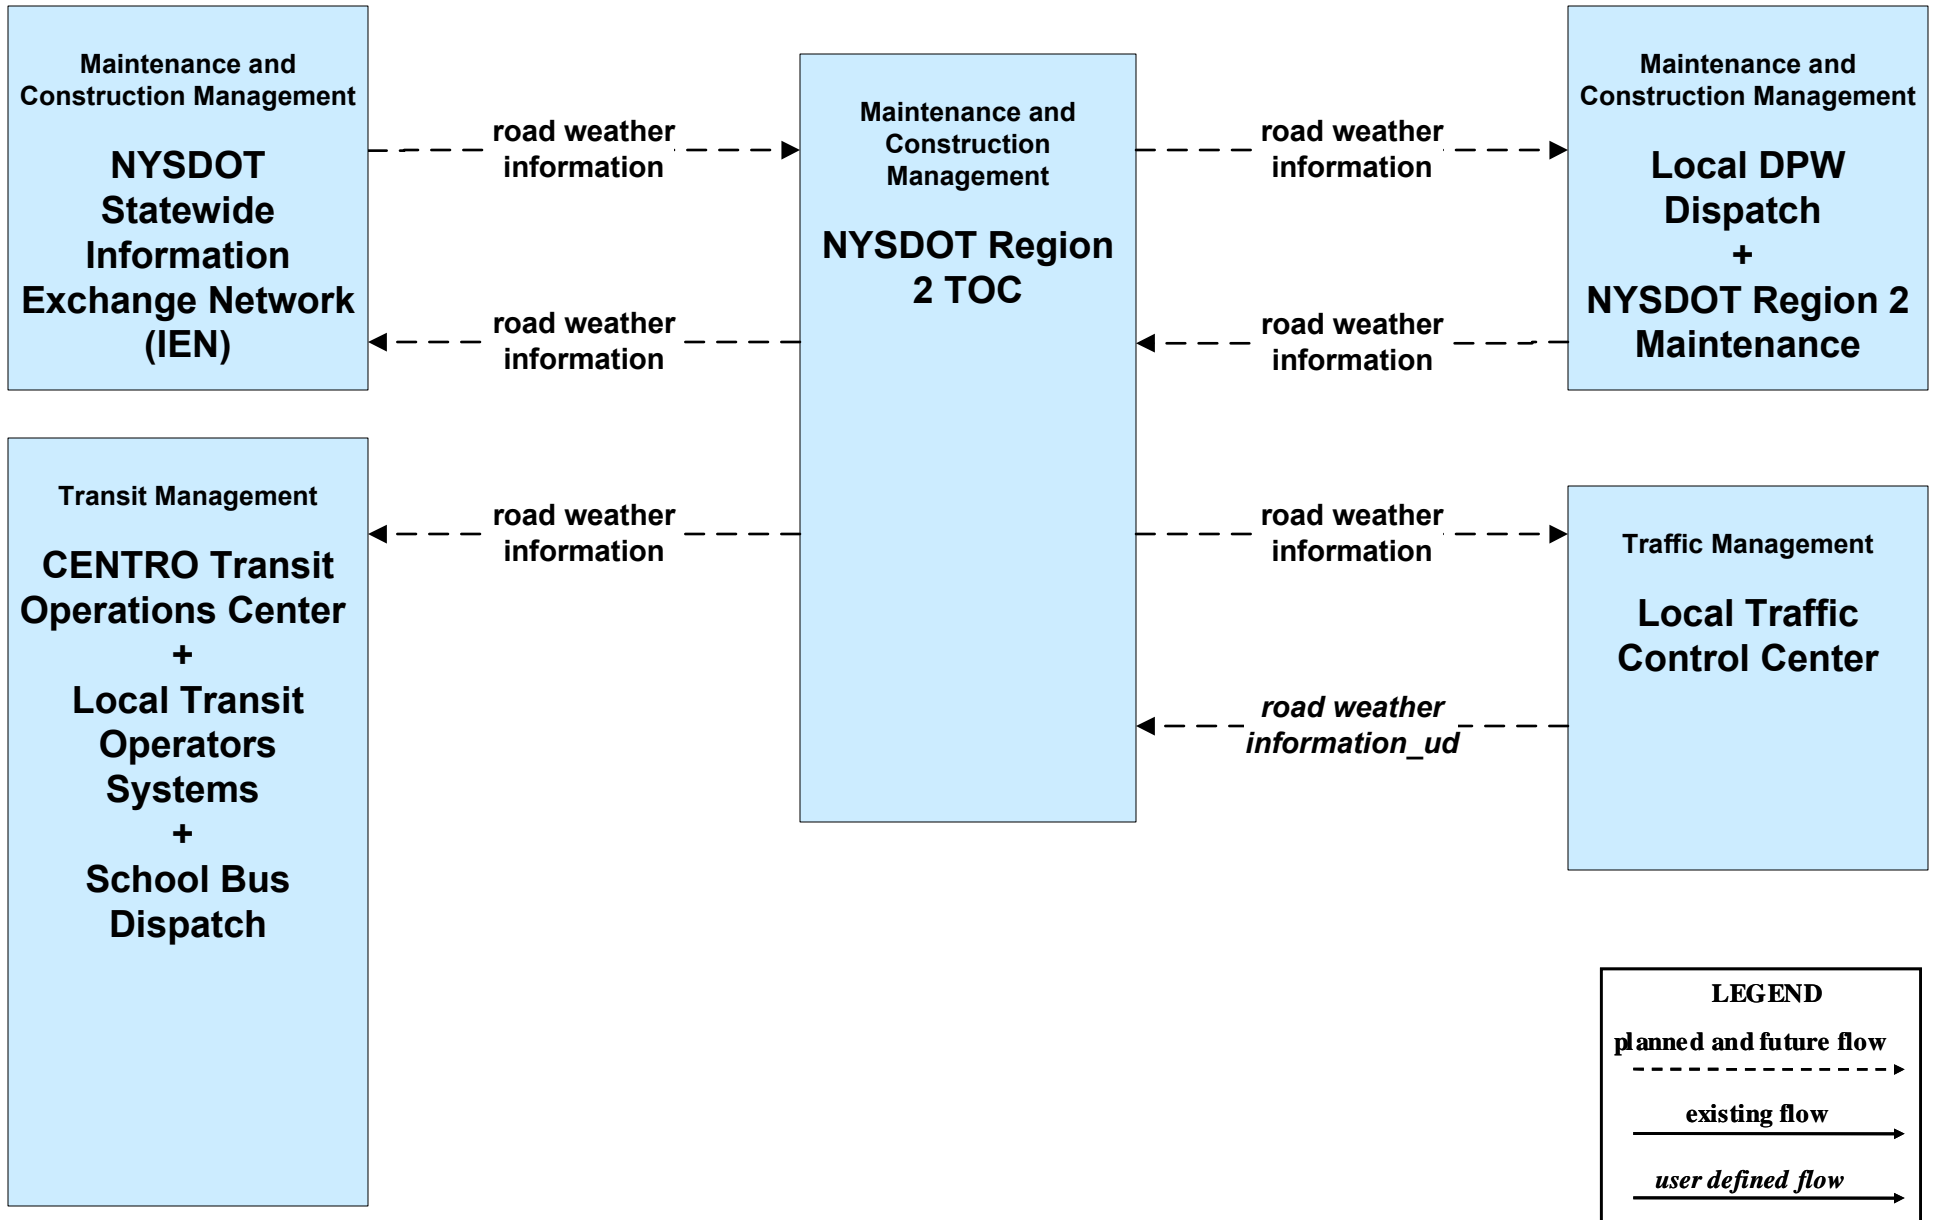 Maintenance and
Construction Management
NYSDOT
Statewide
Information
Exchange Network
(IEN)
road weather
information
road weather
information
Maintenance and
Construction
Management
NYSDOT Region
2 TOC
road weather
information
road weather
information
Maintenance and
Construction Management
Local DPW
Dispatch
+
NYSDOT Region 2
Maintenance
Transit Management
CENTRO Transit
Operations Center
+
Local Transit
Operators
Systems
+
School Bus
Dispatch
road weather
information
road weather
information
road weather
information_ud
Traffic Management
Local Traffic
Control Center
LEGEND
planned and future flow
existing flow
user defined flow